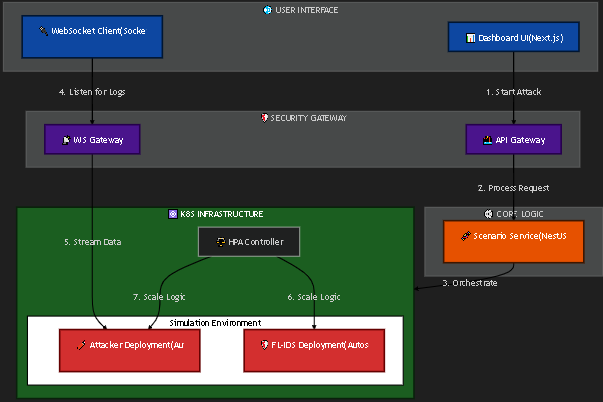 USER INTERFACE
WebSocket Client(Socke
Dashboard UI(Next.js)
4. Listen for Logs
1. Start Attack
SECURITY GATEWAY
WS Gateway
API Gateway
2. Process Request
K8S INFRASTRUCTURE
CORE LOGIC
HPA Controller
Scenario Service(NestJS
5. Stream Data
3. Orchestrate
7. Scale Logic
6. Scale Logic
Simulation Environment
Attacker Deployment(Au
FL-IDS Deployment(Autos